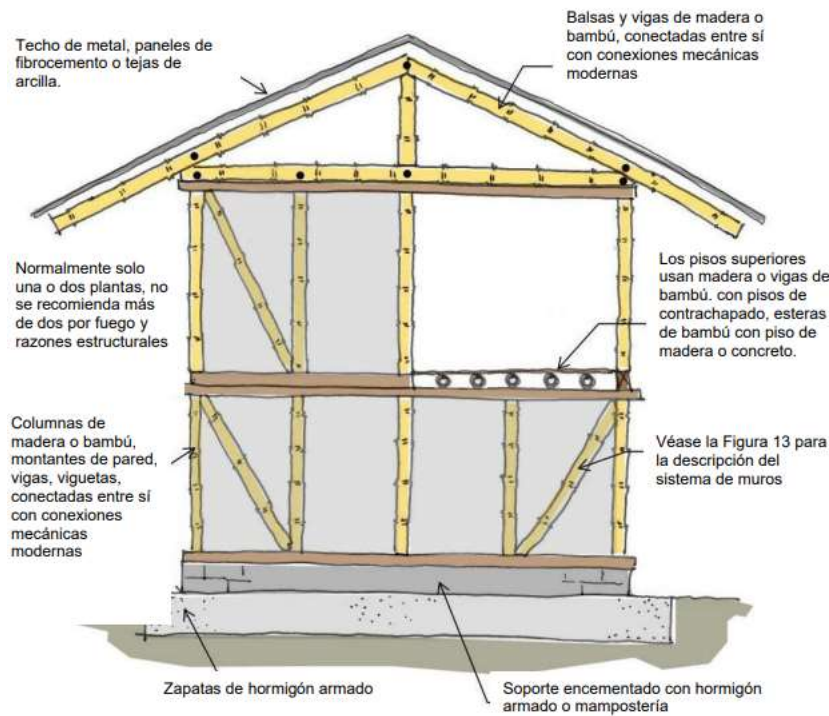 Techo de metal, paneles de
fibrocemento o tejas de
arcilla.
Balsas y vigas de madera o
bambú, conectadas entre sí
con conexiones mecánicas
modernas
Normalmente solo
una o dos plantas, no
se recomienda más
de dos por fuego y
razones estructurales
Los pisos superiores
usan madera o vigas de
bambú. con pisos de
contrachapado, esteras
de bambú con piso de
madera o concreto.
Columnas de
madera o bambú,
montantes de pared,
vigas, viguetas,
conectadas entre sí
con conexiones
mecánicas
modernas
Véase la Figura 13 para
la descripción del
sistema de muros
Zapatas de hormigón armado
Soporte encementado con hormigón
armado o mampostería